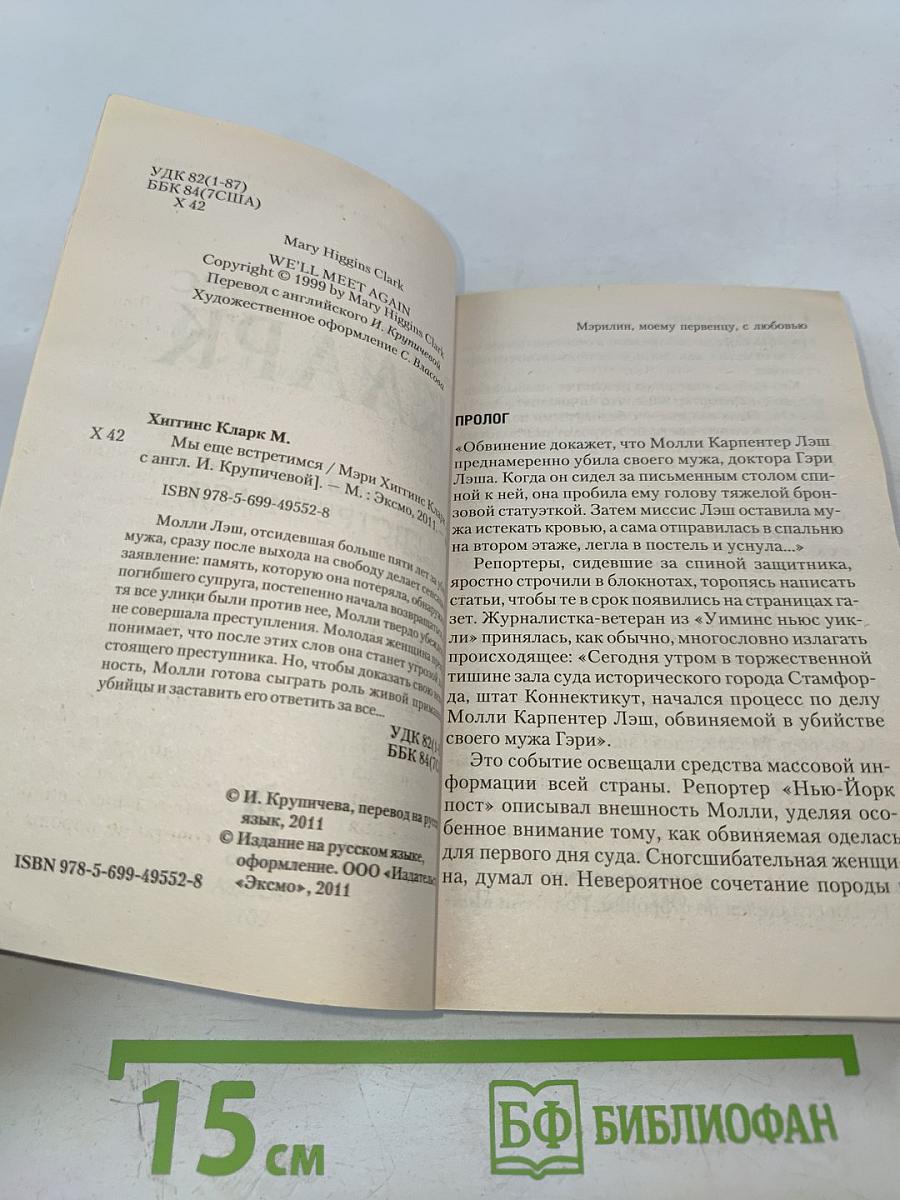 УДК 82(1-87)
ББК 84(7США)
Х 42
Mary Higgins Clark
WE'LL MEET AGAIN
Copyright © 1999 by Mary Higgins Clark
Перевод с английского И. Крупичевой
Художественное оформление С. Власова
Хиггинс Кларк М.
Х 42
Мы еще встретимся / Мэри Хиггинс Кларк
с англ. И. Крупичевой]. — М. : Эксмо, 2011. —
ISBN 978-5-699-49552-8
Молли Лэш, отсидевшая больше пяти лет за
мужа, сразу после выхода на свободу делает
заявление: память, которую она потеряла,
погибшего супруга, постепенно начала
тя все улики были против нее, Молли твердо
не совершала преступления. Молодая женщина
понимает, что после этих слов она станет угрозой
стоящего преступника. Но, чтобы доказать свою
ность, Молли готова сыграть роль живой
убийцы и заставить его ответить за все...
УДК 82(1-
ББК 84(7
© И. Крупичева, перевод на
язык, 2011
© Издание на русском языке,
оформление. ООО
«Эксмо», 2011
ISBN 978-5-699-49552-8
Мэрилин, моему первенцу, с любовью
ПРОЛОГ
«Обвинение докажет, что Молли Карпентер Лэш
преднамеренно убила своего мужа, доктора Гэри
Лэша. Когда он сидел за письменным столом спи-
ной к ней, она пробила ему голову тяжелой брон-
зовой статуэткой. Затем миссис Лэш оставила му-
жа истекать кровью, а сама отправилась в спальню
на втором этаже, легла в постель и уснула...»
Репортеры, сидевшие за спиной защитника,
яростно строчили в блокнотах, торопясь написать
статьи, чтобы те в срок появились на страницах га-
зет. Журналистка-ветеран из «Уиминс ньюс уик-
ли» принялась, как обычно, многословно излагать
происходящее: «Сегодня утром в торжественной
тишине зала суда исторического города Стамфор-
да, штат Коннектикут, начался процесс по делу
Молли Карпентер Лэш, обвиняемой в убийстве
своего мужа Гэри».
Это событие освещали средства массовой ин-
формации всей страны. Репортер «Нью-Йорк
пост» описывал внешность Молли, уделяя осо-
бенное внимание тому, как обвиняемая оделась
для первого дня суда. Сногсшибательная женщи-
на, думал он. Невероятное сочетание породы
15 см
БФ БИБЛИОФАН